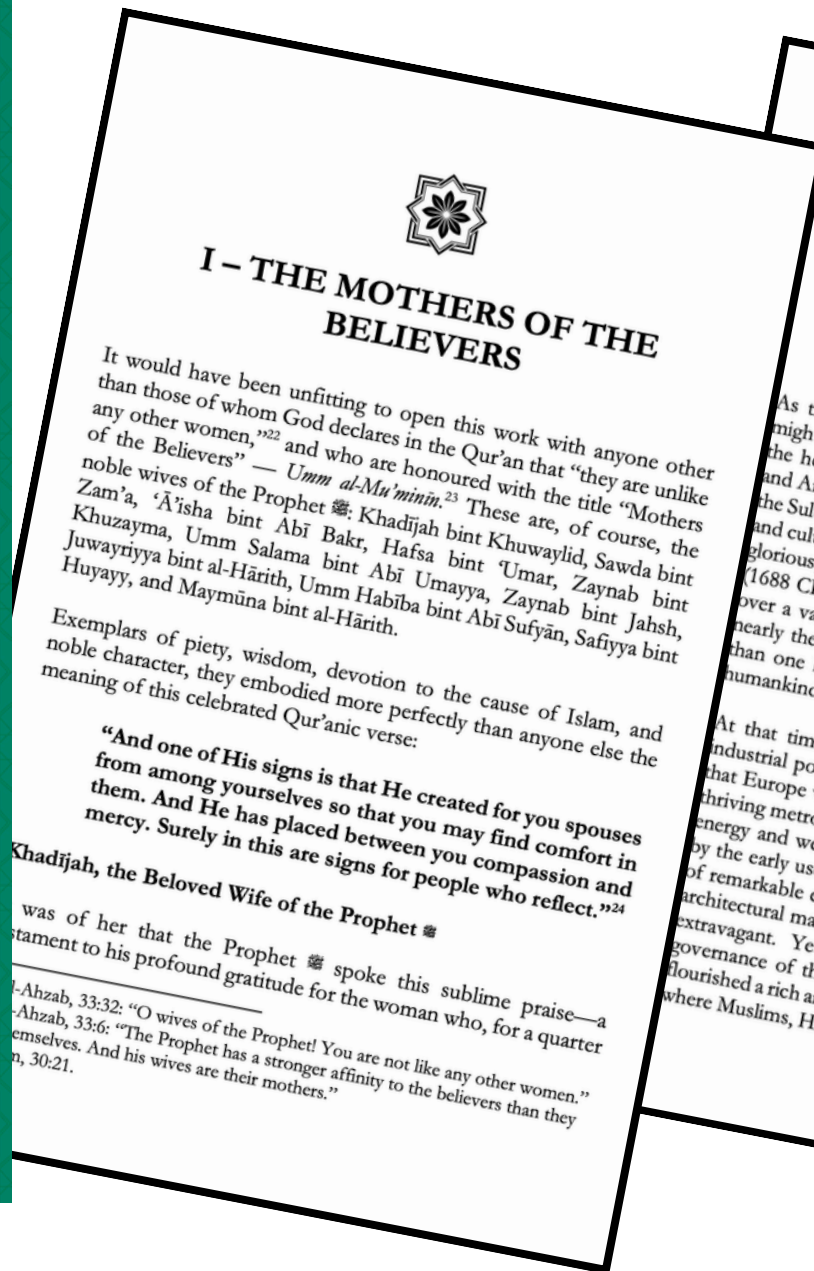 I – THE MOTHERS OF THE
BELIEVERS
It would have been unfitting to open this work with anyone other
than those of whom God declares in the Qur’an that “they are unlike
any other women,”²² and who are honoured with the title “Mothers
of the Believers” — Umm al-Mu’minīn.²³ These are, of course, the
noble wives of the Prophet ﷺ: Khadījah bint Khuwaylid, Sawda bint
Zam’a, ‘Ā’isha bint Abī Bakr, Hafsa bint ‘Umar, Zaynab bint
Khuzayma, Umm Salama bint Abī Umayya, Zaynab bint Jahsh,
Juwayriyya bint al-Hārith, Umm Habība bint Abī Sufyān, Safiyya bint
Huyayy, and Maymūna bint al-Hārith.
Exemplars of piety, wisdom, devotion to the cause of Islam, and
noble character, they embodied more perfectly than anyone else the
meaning of this celebrated Qur’anic verse:
“And one of His signs is that He created for you spouses
from among yourselves so that you may find comfort in
them. And He has placed between you compassion and
mercy. Surely in this are signs for people who reflect.”²⁴
Khadījah, the Beloved Wife of the Prophet ﷺ
was of her that the Prophet ﷺ spoke this sublime praise—a
stament to his profound gratitude for the woman who, for a quarter
l-Ahzab, 33:32: “O wives of the Prophet! You are not like any other women.”
-Ahzab, 33:6: “The Prophet has a stronger affinity to the believers than they
emselves. And his wives are their mothers.”
m, 30:21.
As t
migh
the he
and A
the Sul
and cul
glorious
(1688 C
over a va
nearly the
than one
humankind
At that tim
industrial po
that Europe
thriving metro
energy and we
by the early us
of remarkable
architectural ma
extravagant. Ye
governance of th
flourished a rich a
where Muslims, H